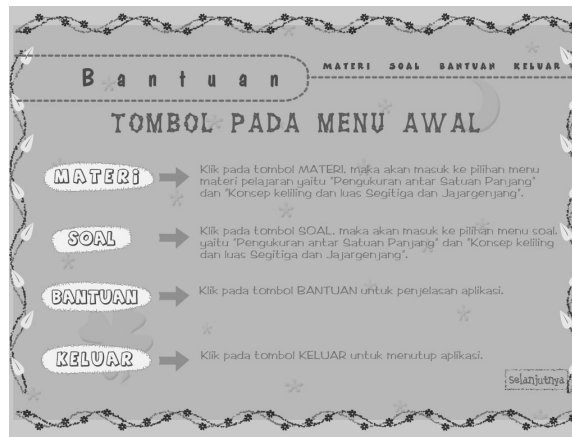 Bantuan
MATERI SOAL BANTUAN KELUAR
TOMBOL PADA MENU AWAL
MATERI
Klik pada tombol MATERI, maka akan masuk ke pilihan menu
materi pelajaran yaitu "Pengukuran antar Satuan Panjang"
dan "Konsep keliling dan luas Segitiga dan Jajargenjang".
SOAL
Klik pada tombol SOAL, maka akan masuk ke pilihan menu soal
yaitu "Pengukuran antar Satuan Panjang" dan "Konsep keliling
dan luas Segitiga dan Jajargenjang".
BANTUAN
Klik pada tombol BANTUAN untuk penjelasan aplikasi.
KELUAR
Klik pada tombol KELUAR untuk menutup aplikasi.
selanjutnya